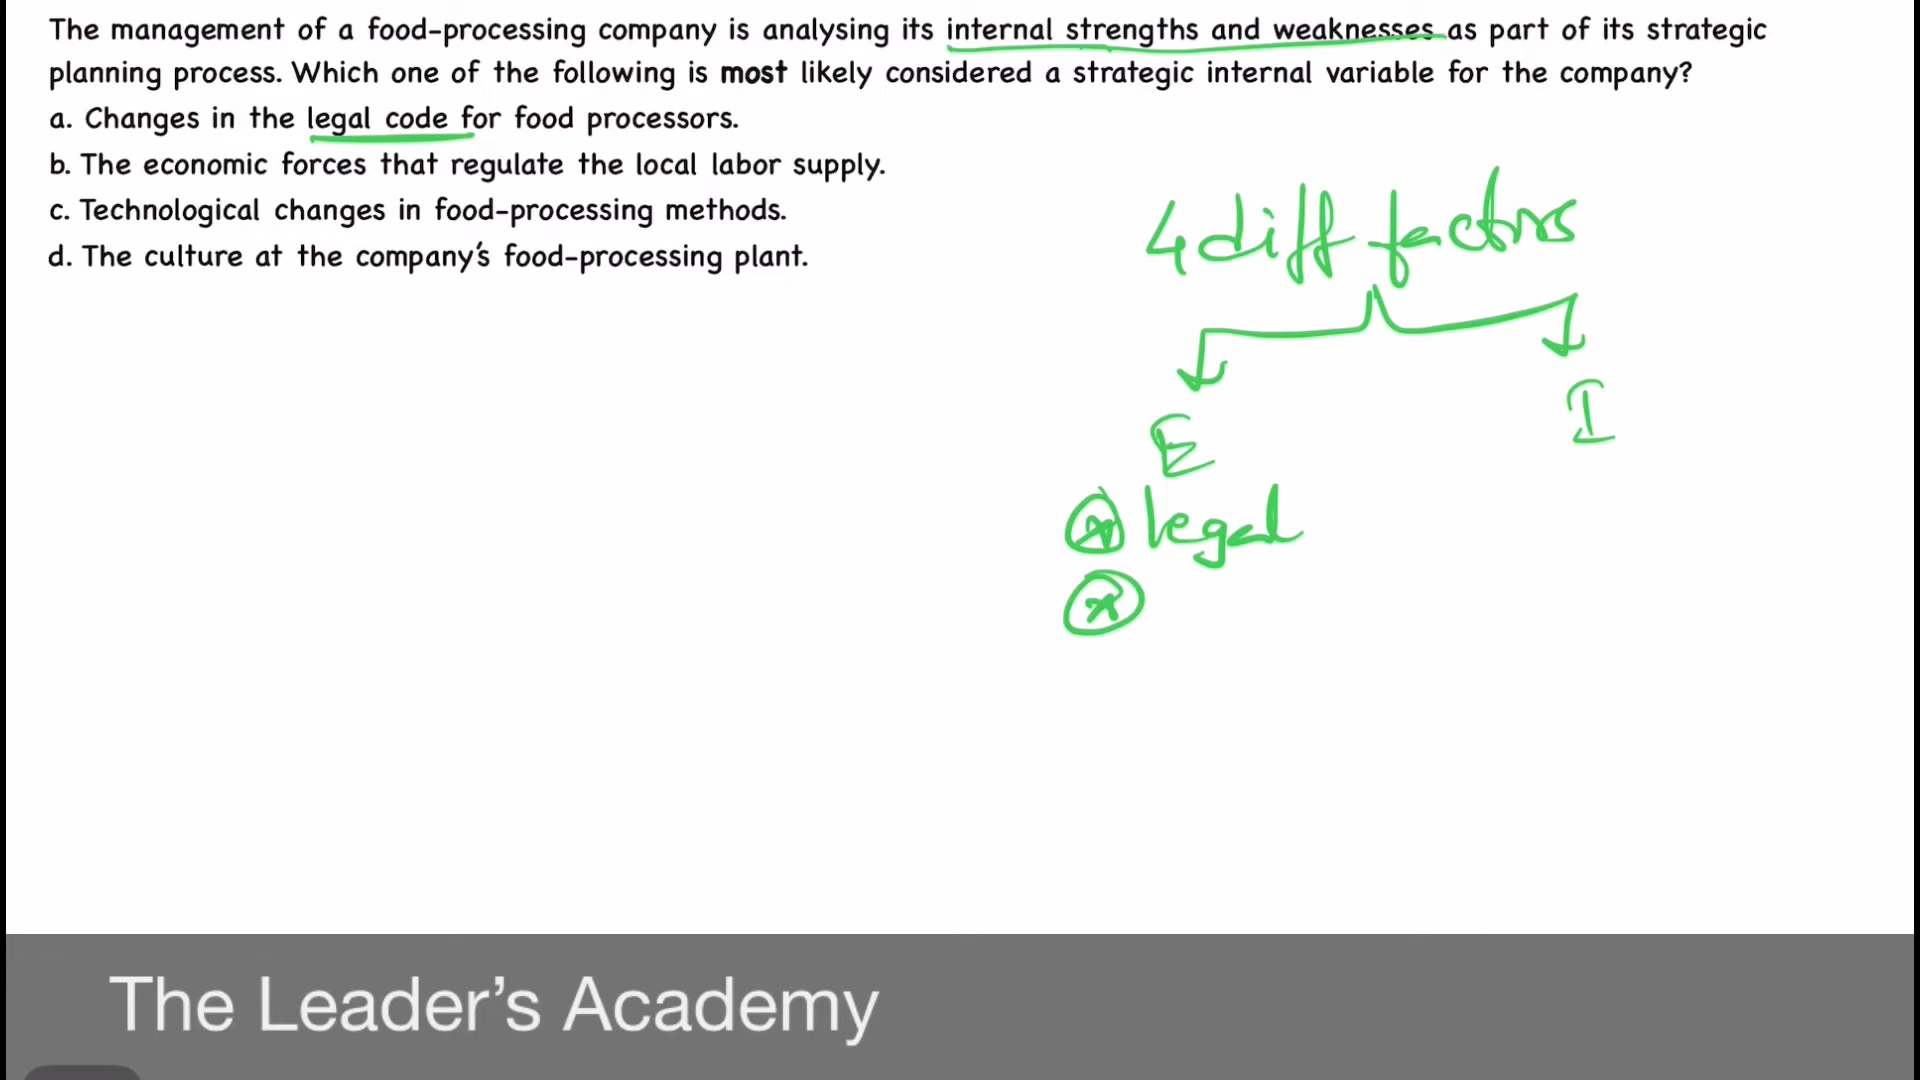 The management of a food-processing company is analysing its internal strengths and weaknesses as part of its strategic
planning process. Which one of the following is most likely considered a strategic internal variable for the company?
a. Changes in the legal code for food processors.
b. The economic forces that regulate the local labor supply.
c. Technological changes in food-processing methods.
d. The culture at the company's food-processing plant.
4 diff factors
E
I
legal
The Leader's Academy